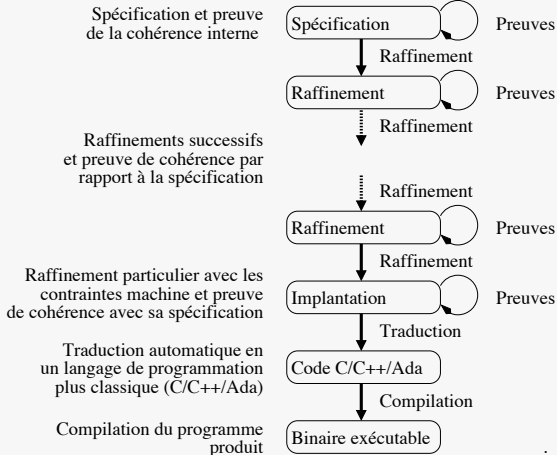 Spécification et preuve
de la cohérence interne
Spécification
Preuves
Raffinement
Raffinement
Preuves
Raffinement
Raffinements successifs
et preuve de cohérence par
rapport à la spécification
Raffinement
Raffinement
Preuves
Raffinement
Raffinement particulier avec les
contraintes machine et preuve
de cohérence avec sa spécification
Implantation
Preuves
Traduction
Traduction automatique en
un langage de programmation
plus classique (C/C++/Ada)
Code C/C++/Ada
Compilation
Compilation du programme
produit
Binaire exécutable
.